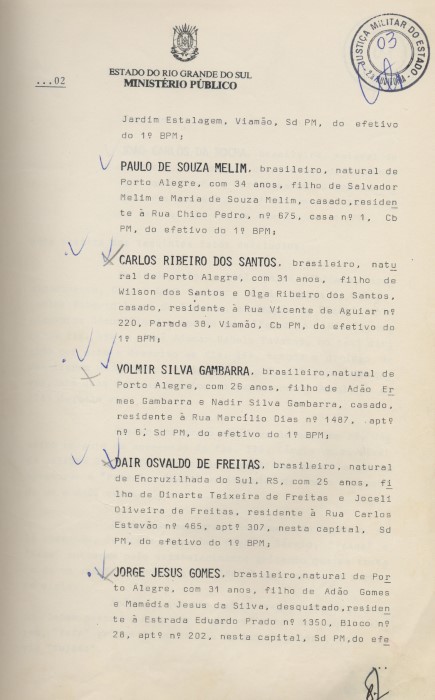 JUSTIÇA MILITAR DO ESTADO
03
2.ª AUDITORIA
...02
ESTADO DO RIO GRANDE DO SUL
MINISTÉRIO PÚBLICO
Jardim Estalagem, Viamão, Sd PM, do efetivo
do 1º BPM;
PAULO DE SOUZA MELIM, brasileiro, natural de
Porto Alegre, com 34 anos, filho de Salvador
Melim e Maria de Souza Melim, casado,residen
te à Rua Chico Pedro, nº 675, casa nº 1, Cb
PM, do efetivo do 1º BPM;
CARLOS RIBEIRO DOS SANTOS, brasileiro, natu
ral de Porto Alegre, com 31 anos, filho de
Wilson dos Santos e Olga Ribeiro dos Santos,
casado, residente à Rua Vicente de Aguiar nº
220, Parada 38, Viamão, Cb PM, do efetivo do
1º BPM;
VOLMIR SILVA GAMBARRA, brasileiro,natural de
Porto Alegre, com 26 anos, filho de Adão Er
mes Gambarra e Nadir Silva Gambarra, casado,
residente à Rua Marcílio Dias nº 1487, aptº
nº 6, Sd PM, do efetivo do 1º BPM;
DAIR OSVALDO DE FREITAS, brasileiro, natural
de Encruzilhada do Sul, RS, com 25 anos, fi
lho de Dinarte Teixeira de Freitas e Joceli
Oliveira de Freitas, residente à Rua Carlos
Estevão nº 465, aptº 307, nesta capital, Sd
PM, do efetivo do 1º BPM;
JORGE JESUS GOMES, brasileiro,natural de Por
to Alegre, com 31 anos, filho de Adão Gomes
e Mamédia Jesus da Silva, desquitado,residen
te à Estrada Eduardo Prado nº 1350, Bloco nº
28, aptº nº 202, nesta capital, Sd PM,do efe